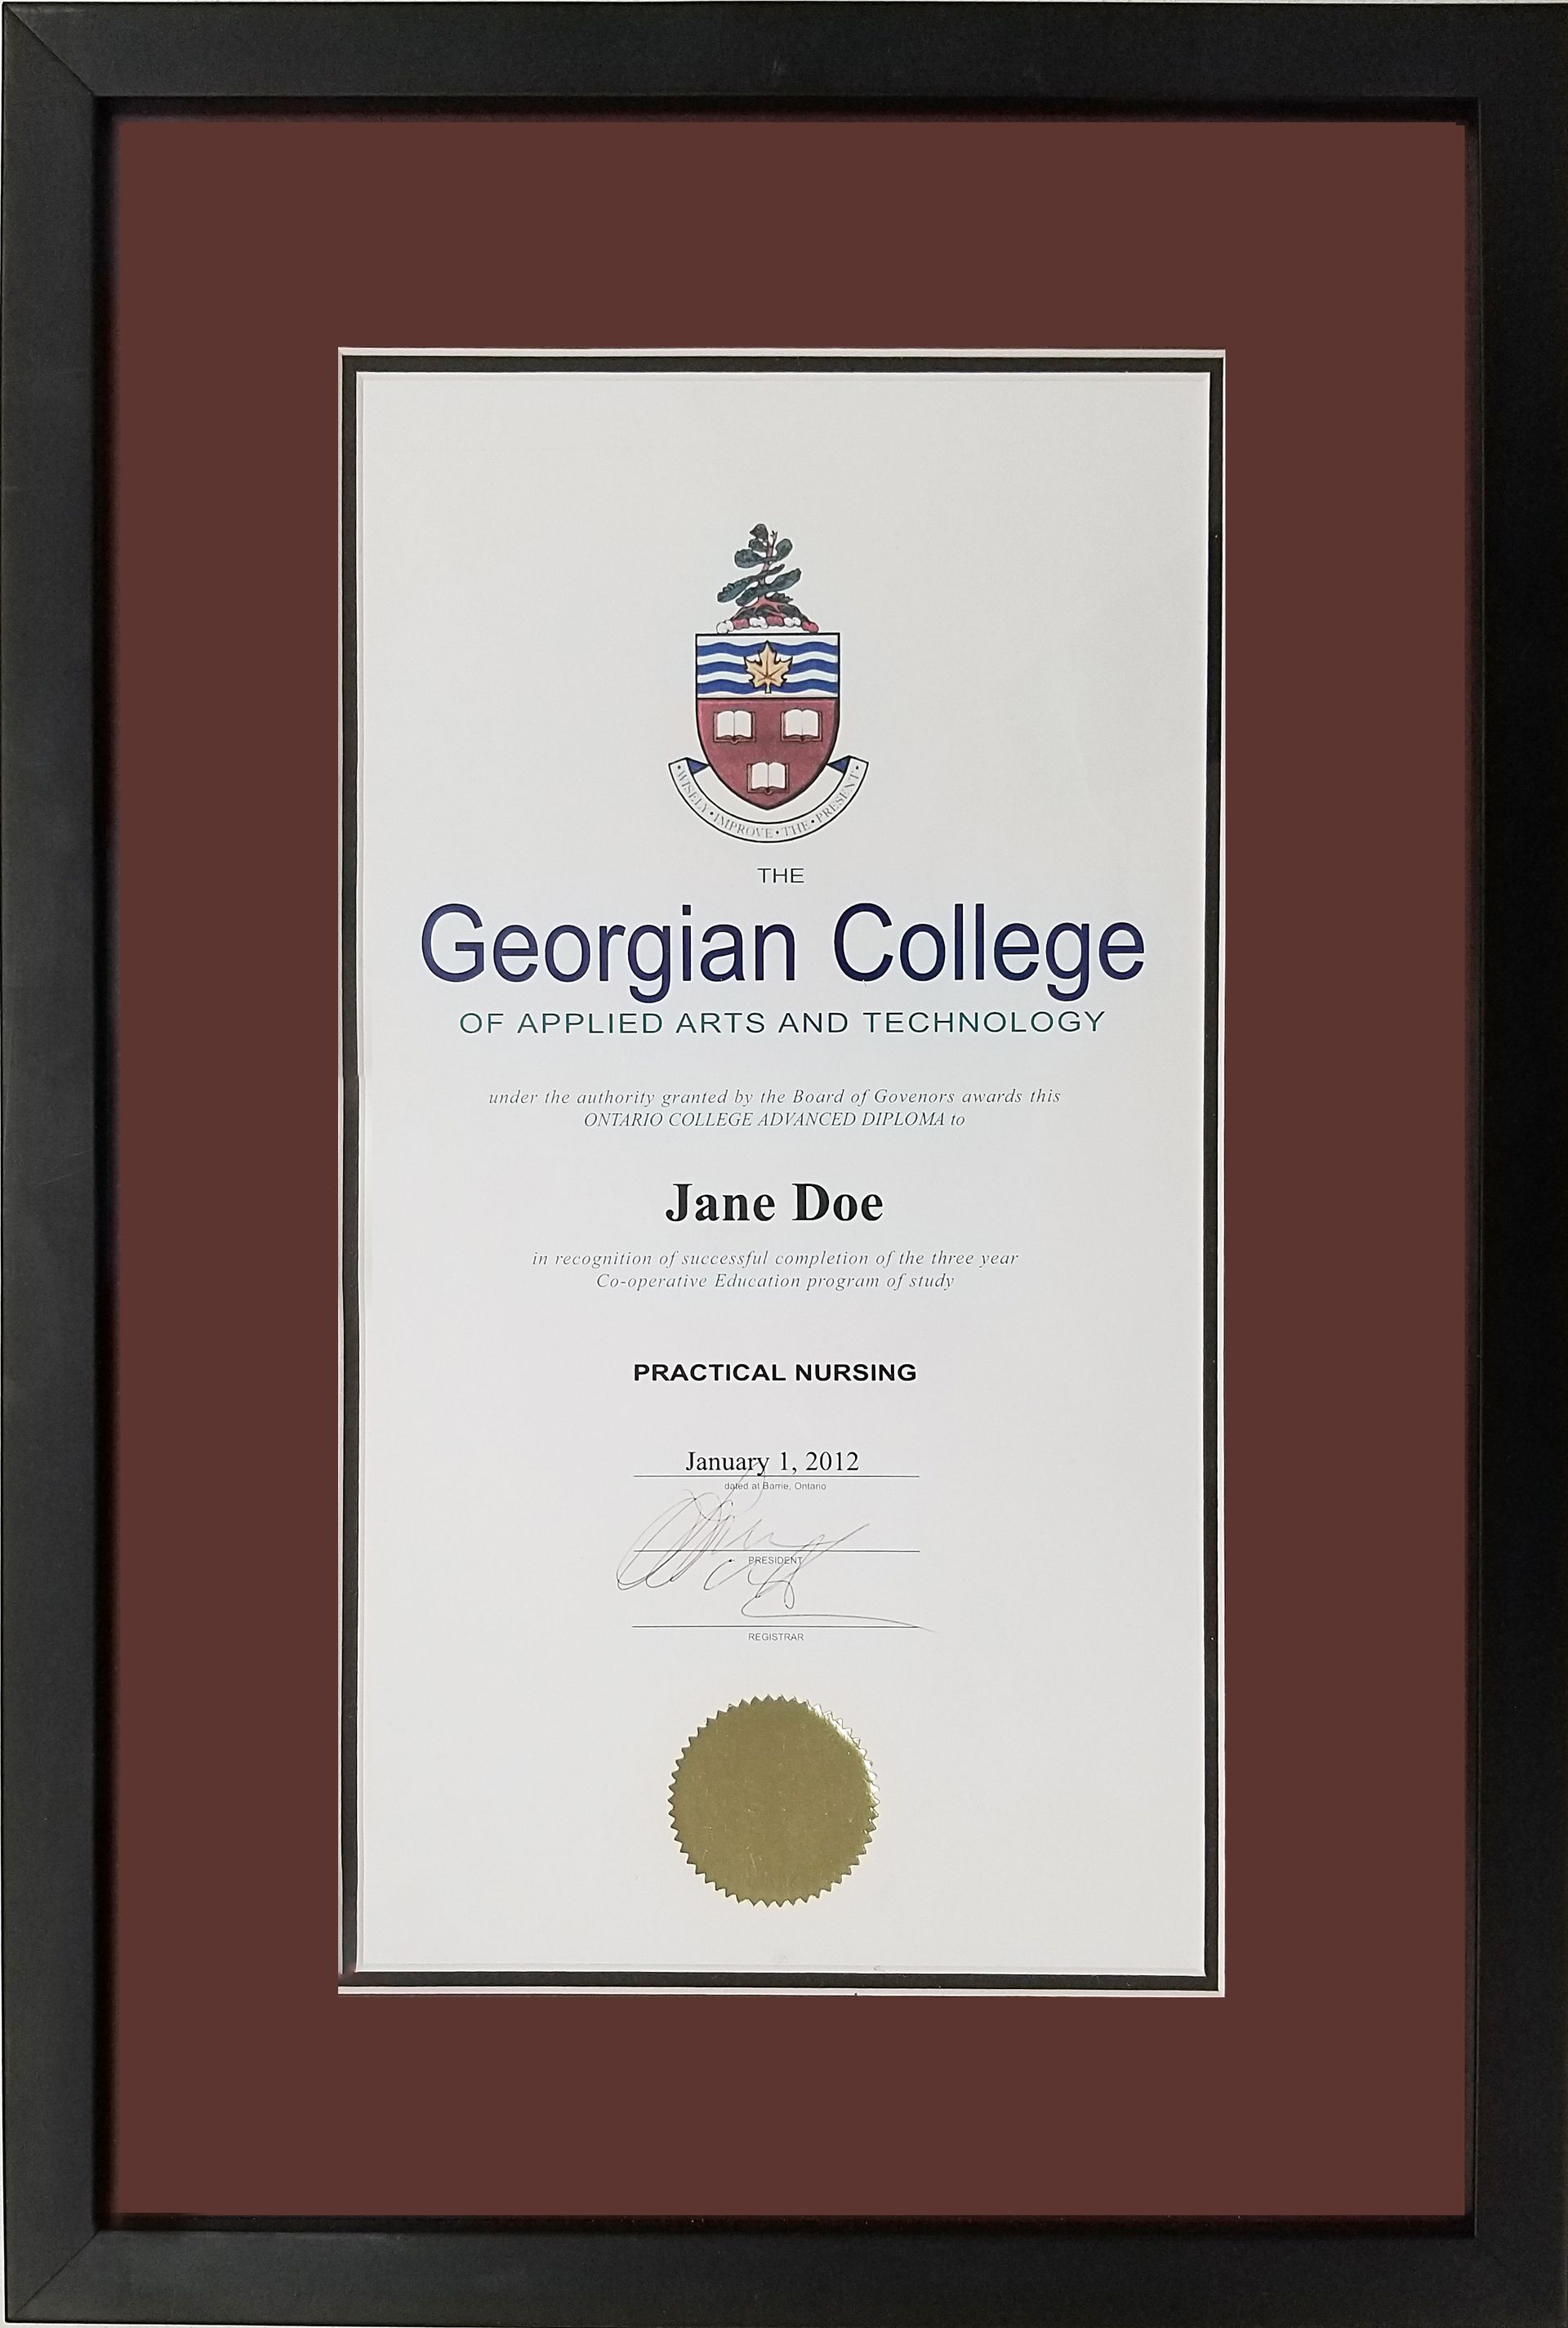 WISELY • IMPROVE • THE • PRESENT
THE
Georgian College
OF APPLIED ARTS AND TECHNOLOGY
under the authority granted by the Board of Govenors awards this
ONTARIO COLLEGE ADVANCED DIPLOMA to
Jane Doe
in recognition of successful completion of the three year
Co-operative Education program of study
PRACTICAL NURSING
January 1, 2012
dated at Barrie, Ontario
PRESIDENT
REGISTRAR